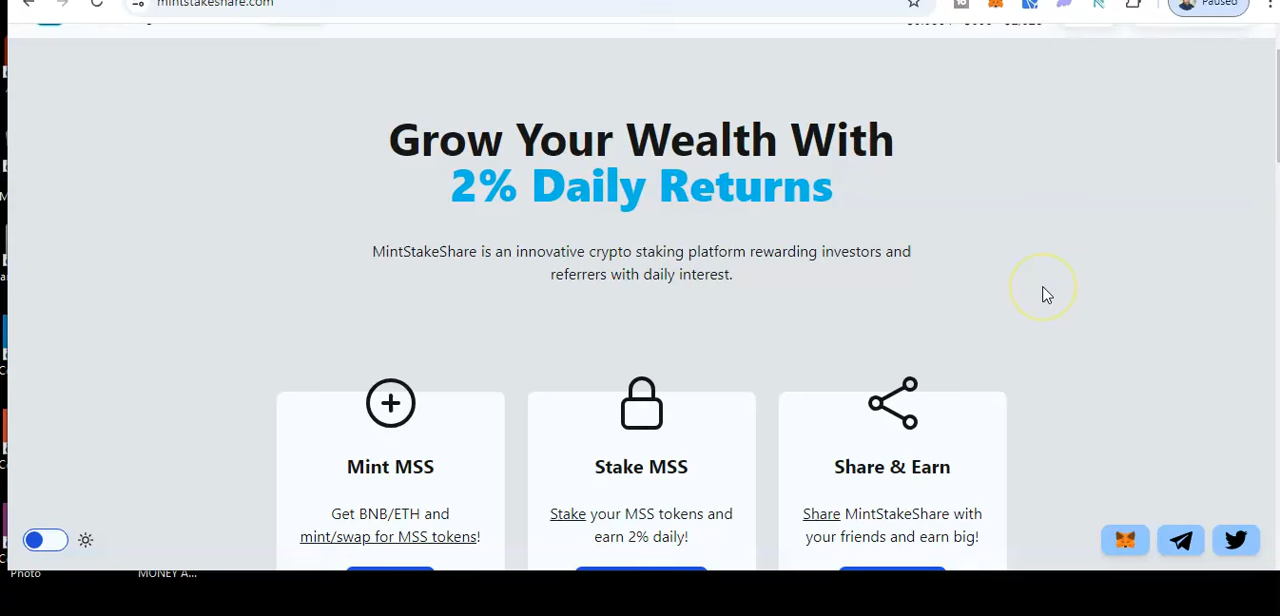 mintstakeshare.com
Paused
Grow Your Wealth With
2% Daily Returns
MintStakeShare is an innovative crypto staking platform rewarding investors and
referrers with daily interest.
Mint MSS
Get BNB/ETH and
mint/swap for MSS tokens!
Stake MSS
Stake your MSS tokens and
earn 2% daily!
Share & Earn
Share MintStakeShare with
your friends and earn big!
Photo
MONEY A...